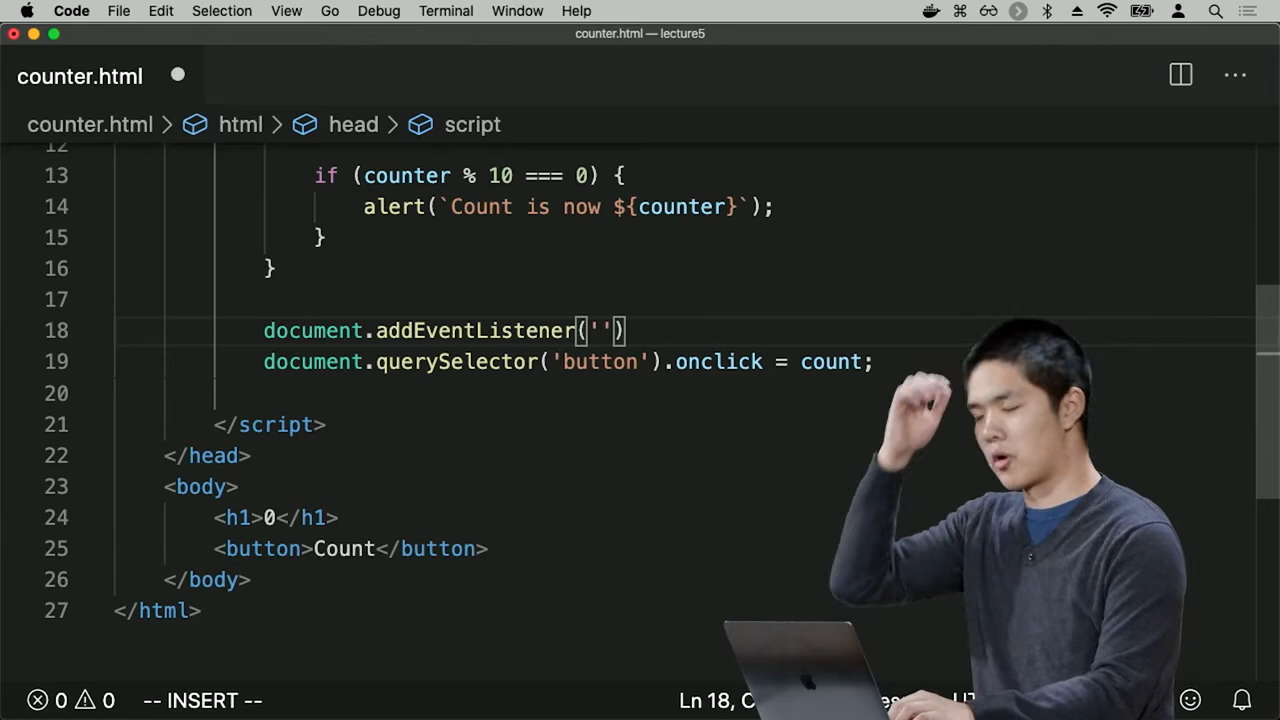 Code File Edit Selection View Go Debug Terminal Window Help
counter.html — lecture5
counter.html
counter.html > html > head > script
12
13 if (counter % 10 === 0) {
14 alert(`Count is now ${counter}`);
15 }
16 }
17
18 document.addEventListener('')
19 document.querySelector('button').onclick = count;
20
21 </script>
22 </head>
23 <body>
24 <h1>0</h1>
25 <button>Count</button>
26 </body>
27 </html>
0 0 -- INSERT -- Ln 18,